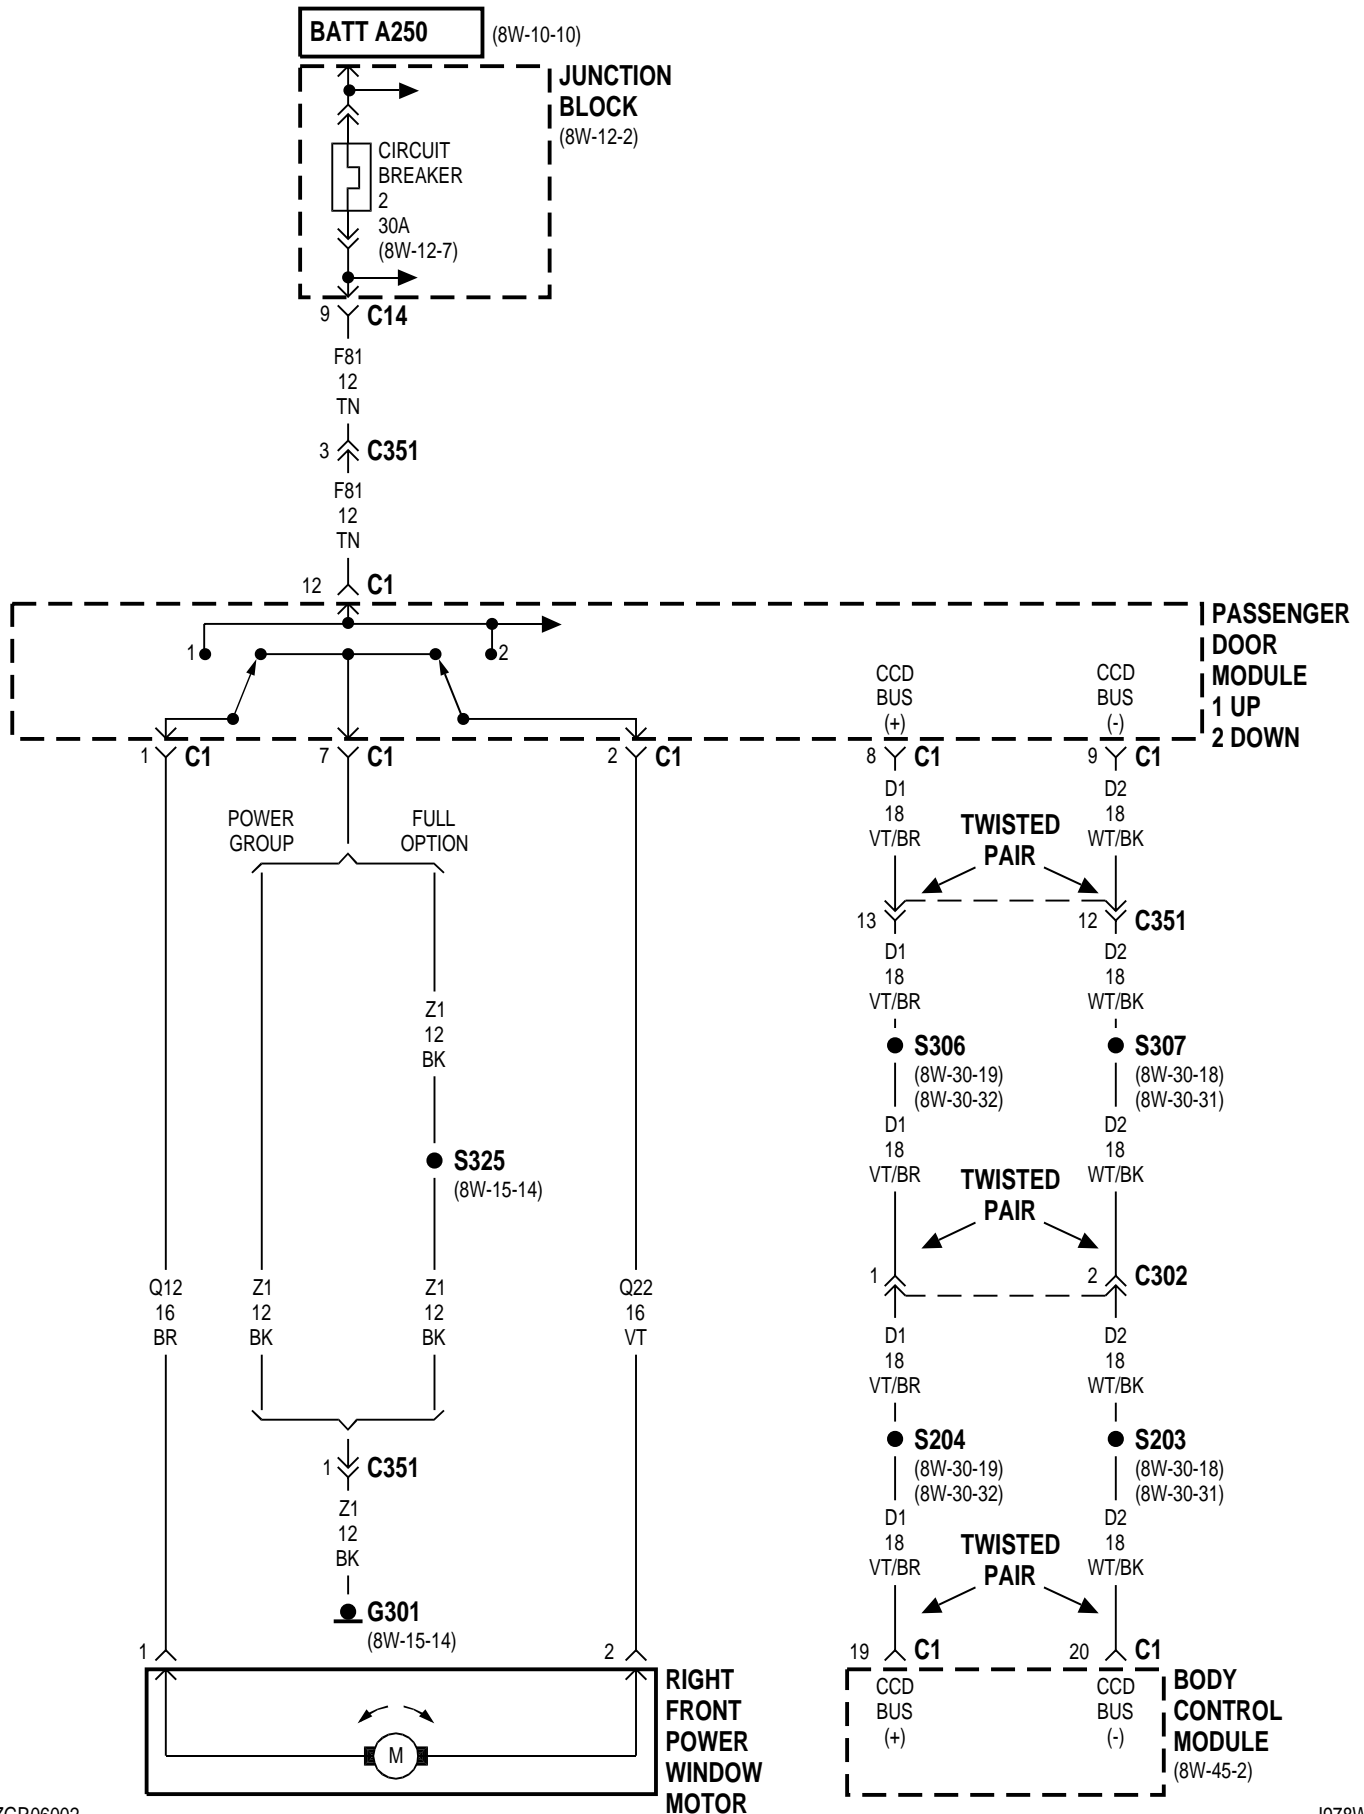 BATT A250
(8W-10-10)
JUNCTION
BLOCK
(8W-12-2)
CIRCUIT
BREAKER
2
30A
(8W-12-7)
9 C14
F81
12
TN
3 C351
F81
12
TN
12 C1
PASSENGER
DOOR
MODULE
1 UP
2 DOWN
1 2
CCD
BUS
(+)
CCD
BUS
(-)
1 C1
7 C1
2 C1
8 C1
9 C1
POWER
GROUP
FULL
OPTION
D1
18
VT/BR
D2
18
WT/BK
TWISTED
PAIR
13
12 C351
D1
18
VT/BR
D2
18
WT/BK
Z1
12
BK
S306
(8W-30-19)
(8W-30-32)
S307
(8W-30-18)
(8W-30-31)
D1
18
VT/BR
D2
18
WT/BK
S325
(8W-15-14)
TWISTED
PAIR
1
2 C302
Q12
16
BR
Z1
12
BK
Z1
12
BK
Q22
16
VT
D1
18
VT/BR
D2
18
WT/BK
S204
(8W-30-19)
(8W-30-32)
S203
(8W-30-18)
(8W-30-31)
1 C351
Z1
12
BK
D1
18
VT/BR
D2
18
WT/BK
TWISTED
PAIR
G301
(8W-15-14)
1
2
19 C1
20 C1
RIGHT
FRONT
POWER
WINDOW
MOTOR
M
CCD
BUS
(+)
CCD
BUS
(-)
BODY
CONTROL
MODULE
(8W-45-2)